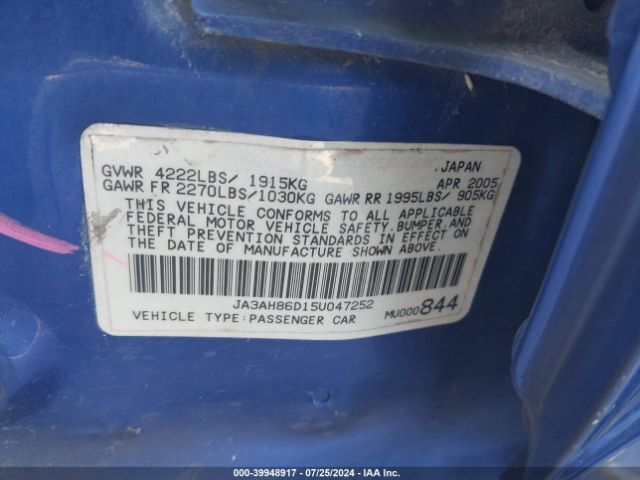 GVWR 4222LBS/ 1915KG JAPAN
GAWR FR 2270LBS/1030KG GAWR RR 1995LBS/ 905KG APR 2005
THIS VEHICLE CONFORMS TO ALL APPLICABLE
FEDERAL MOTOR VEHICLE SAFETY,BUMPER,AND
THEFT PREVENTION STANDARDS IN EFFECT ON
THE DATE OF MANUFACTURE SHOWN ABOVE.
JA3AH86D15U047252
VEHICLE TYPE:PASSENGER CAR MU000844
000-39948917 - 07/25/2024 - IAA Inc.